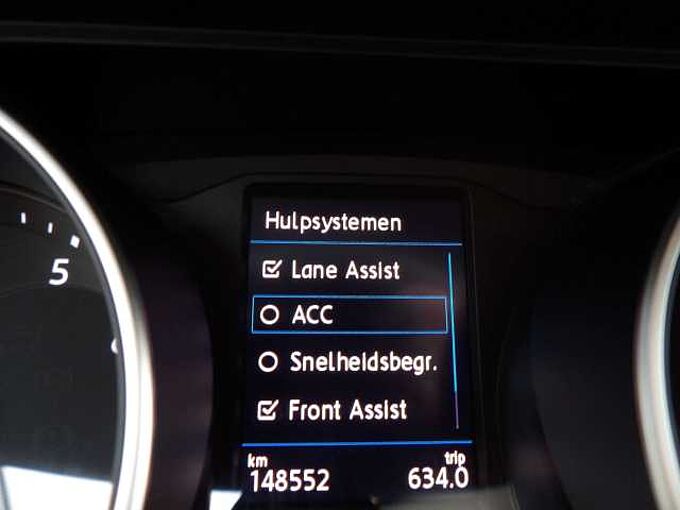 Hulpsystemen
Lane Assist
ACC
Snelheidsbegr.
Front Assist
km trip
148552 634.0
5